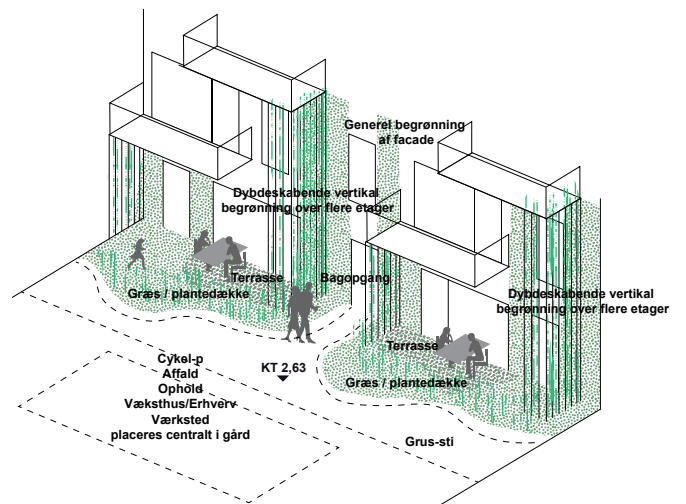 Generel begrønning
af facade
Dybdeskabende vertikal
begrønning over flere etager
Terrasse
Bagopgang
Græs / plantedække
Dybdeskabende vertikal
begrønning over flere etager
Terrasse
Græs / plantedække
Cykel-p
Affald
Ophold
Væksthus/Erhverv
Værksted
placeres centralt i gård
KT 2,63
Grus-sti